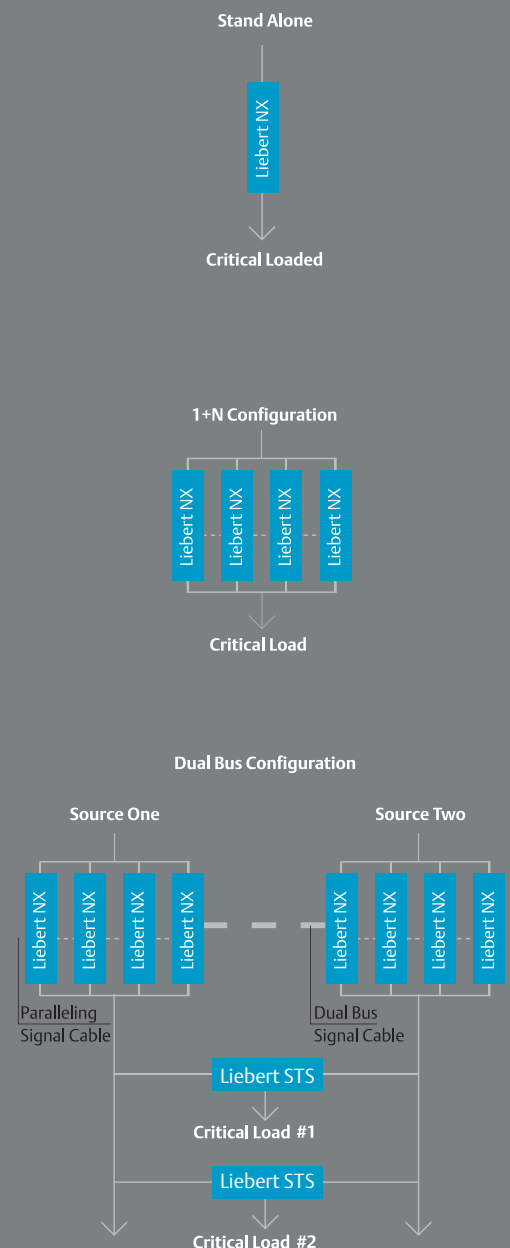 Stand Alone
Liebert NX
Critical Loaded
1+N Configuration
Liebert NX
Liebert NX
Liebert NX
Liebert NX
Critical Load
Dual Bus Configuration
Source One
Source Two
Liebert NX
Liebert NX
Liebert NX
Liebert NX
Liebert NX
Liebert NX
Liebert NX
Liebert NX
Paralleling
Signal Cable
Dual Bus
Signal Cable
Liebert STS
Critical Load #1
Liebert STS
Critical Load #2